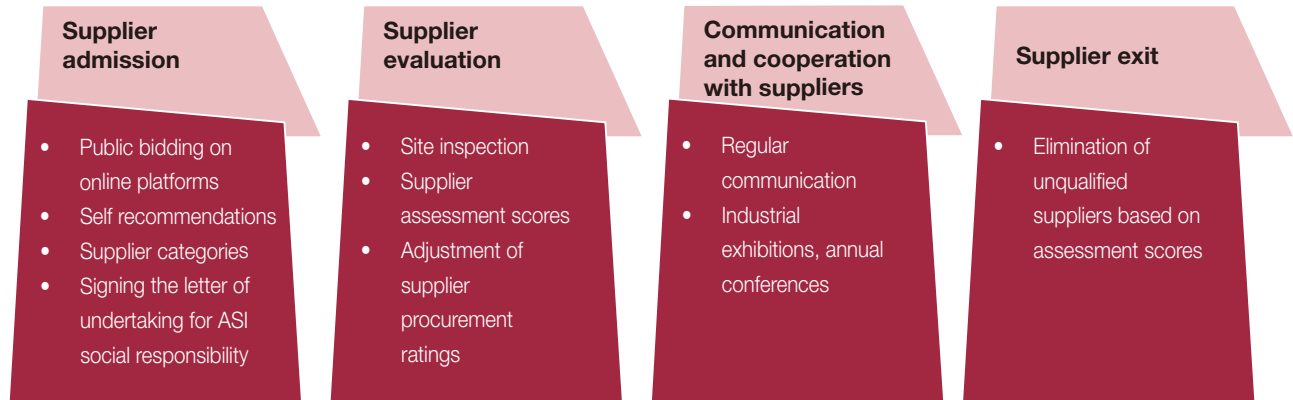 Supplier
admission
• Public bidding on
online platforms
• Self recommendations
• Supplier categories
• Signing the letter of
undertaking for ASI
social responsibility
Supplier
evaluation
• Site inspection
• Supplier
assessment scores
• Adjustment of
supplier
procurement
ratings
Communication
and cooperation
with suppliers
• Regular
communication
• Industrial
exhibitions, annual
conferences
Supplier exit
• Elimination of
unqualified
suppliers based on
assessment scores